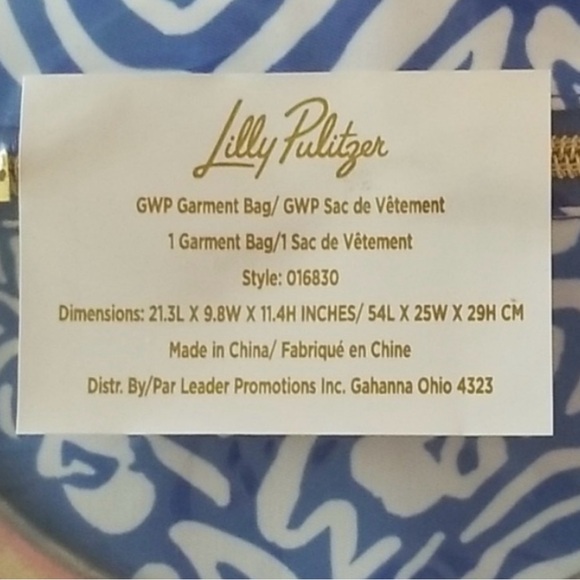 Lilly Pulitzer
GWP Garment Bag/ GWP Sac de Vêtement
1 Garment Bag/1 Sac de Vêtement
Style: 016830
Dimensions: 21.3L X 9.8W X 11.4H INCHES/ 54L X 25W X 29H CM
Made in China/ Fabriqué en Chine
Distr. By/Par Leader Promotions Inc. Gahanna Ohio 4323